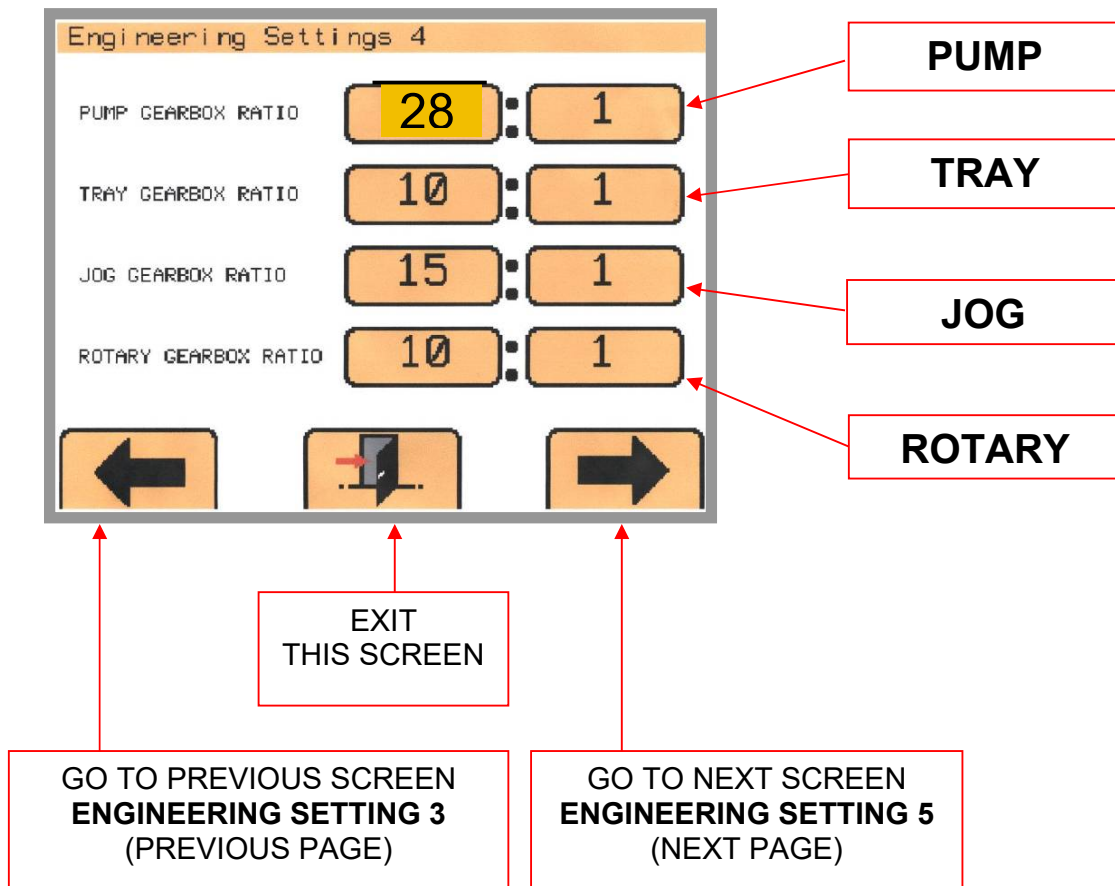 Engineering Settings 4
PUMP GEARBOX RATIO 28 : 1
TRAY GEARBOX RATIO 10 : 1
JOG GEARBOX RATIO 15 : 1
ROTARY GEARBOX RATIO 10 : 1
PUMP
TRAY
JOG
ROTARY
EXIT
THIS SCREEN
GO TO PREVIOUS SCREEN
ENGINEERING SETTING 3
(PREVIOUS PAGE)
GO TO NEXT SCREEN
ENGINEERING SETTING 5
(NEXT PAGE)